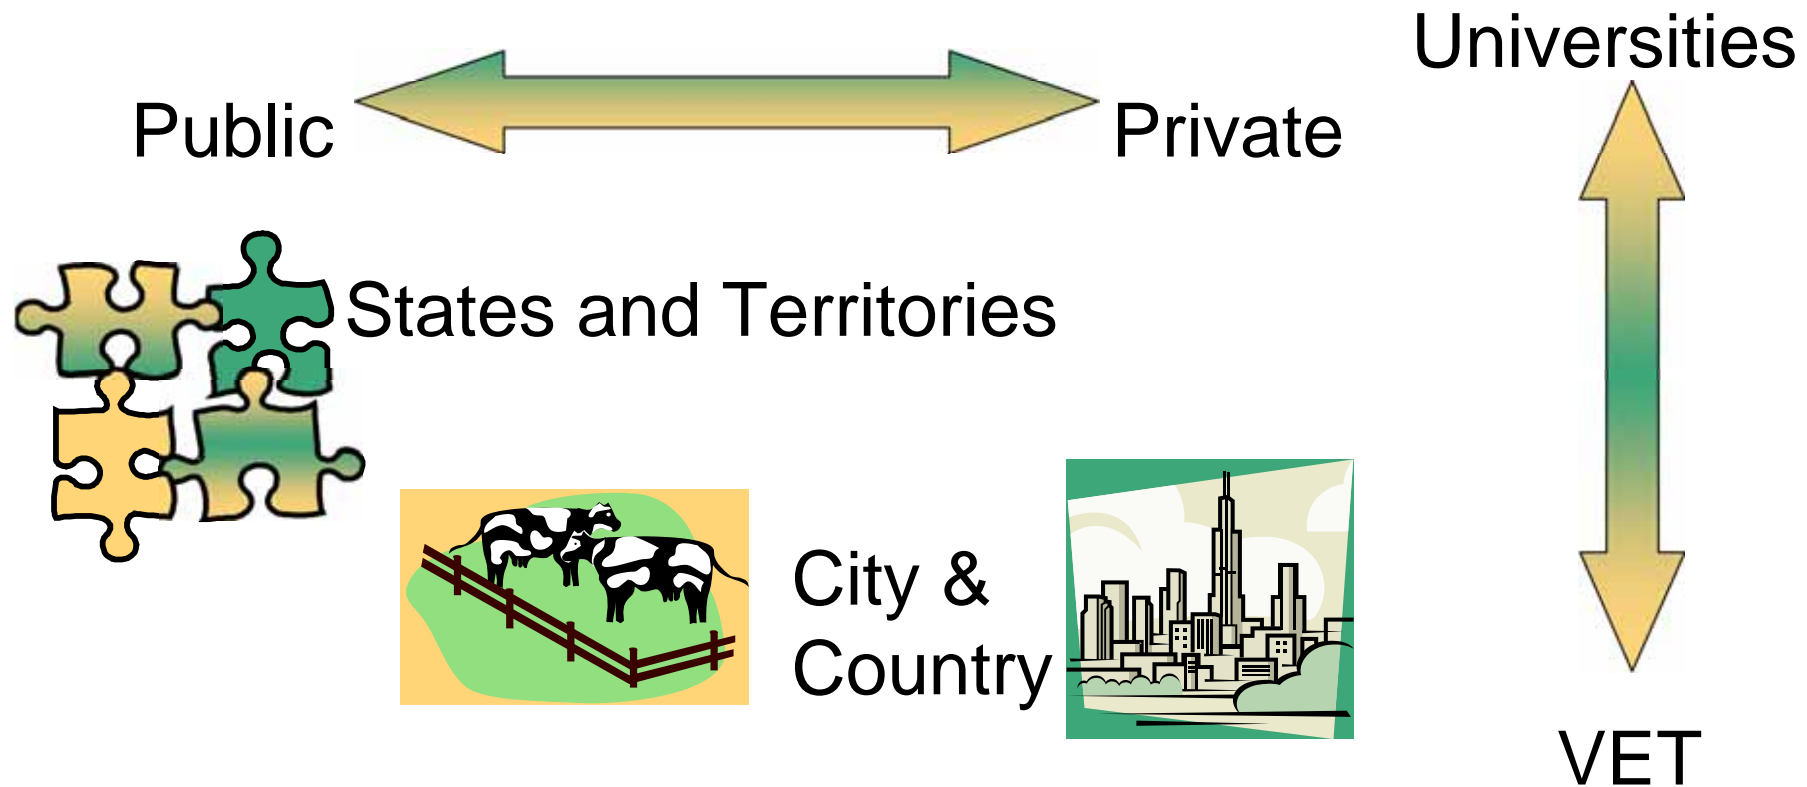 Universities
Public
Private
States and Territories
City &
Country
VET